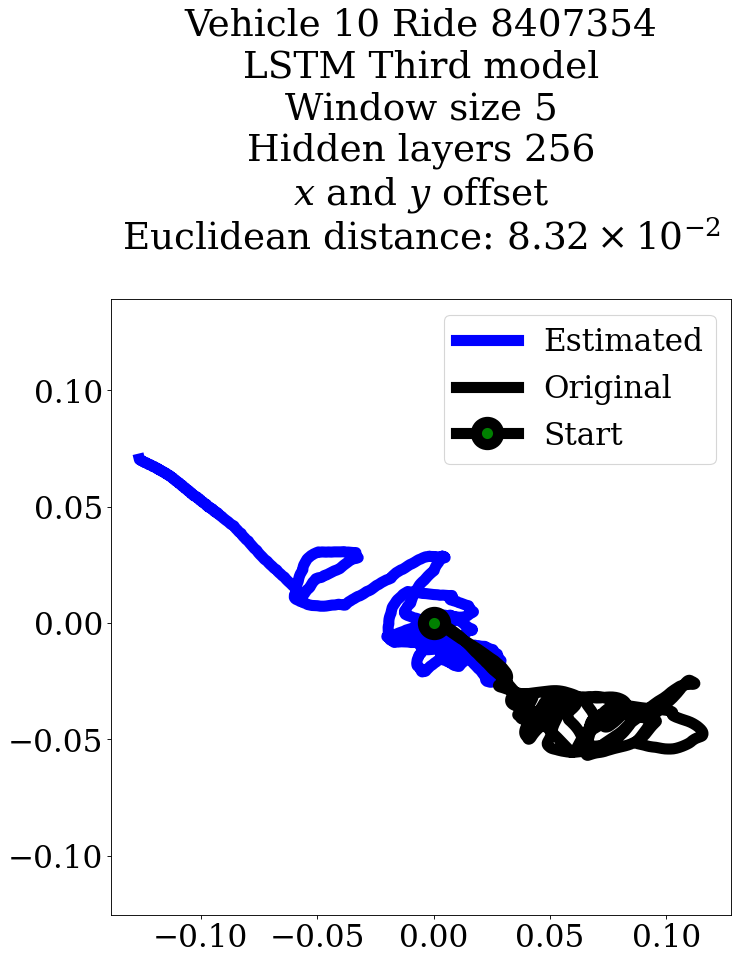 Vehicle 10 Ride 8407354
LSTM Third model
Window size 5
Hidden layers 256
x and y offset
Euclidean distance: 8.32 × 10⁻²
Estimated
Original
Start
0.10
0.05
0.00
−0.05
−0.10
−0.10 −0.05 0.00 0.05 0.10